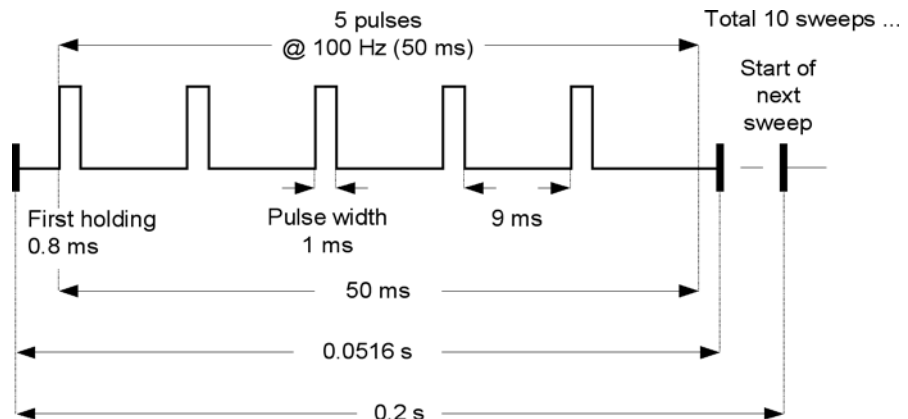 5 pulses
@ 100 Hz (50 ms)
Total 10 sweeps ...
Start of
next
sweep
First holding
0.8 ms
Pulse width
1 ms
9 ms
50 ms
0.0516 s
0.2 s